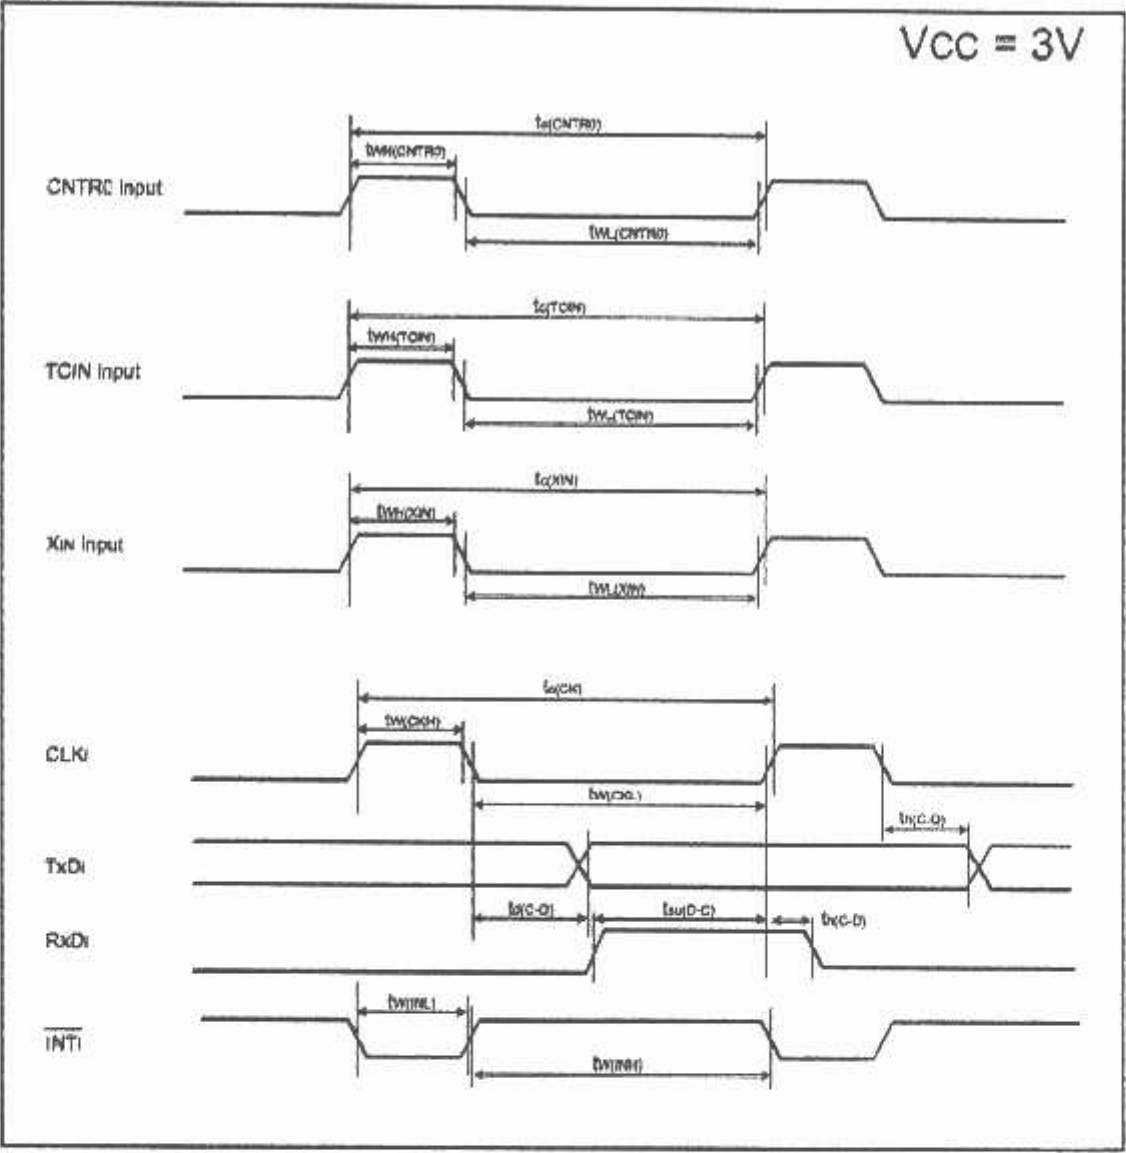 VCC = 3V
tc(CNTR0)
tWH(CNTR0)
CNTR0 Input
tWL(CNTR0)
tc(TCIN)
tWH(TCIN)
TCIN Input
tWL(TCIN)
tc(XIN)
tWH(XIN)
XIN Input
tWL(XIN)
tc(CK)
tW(CKH)
CLKi
tW(CKL)
th(C-Q)
TxDi
td(C-Q)
tsu(D-C)
th(C-D)
RxDi
tW(INL)
INTi
tW(INH)